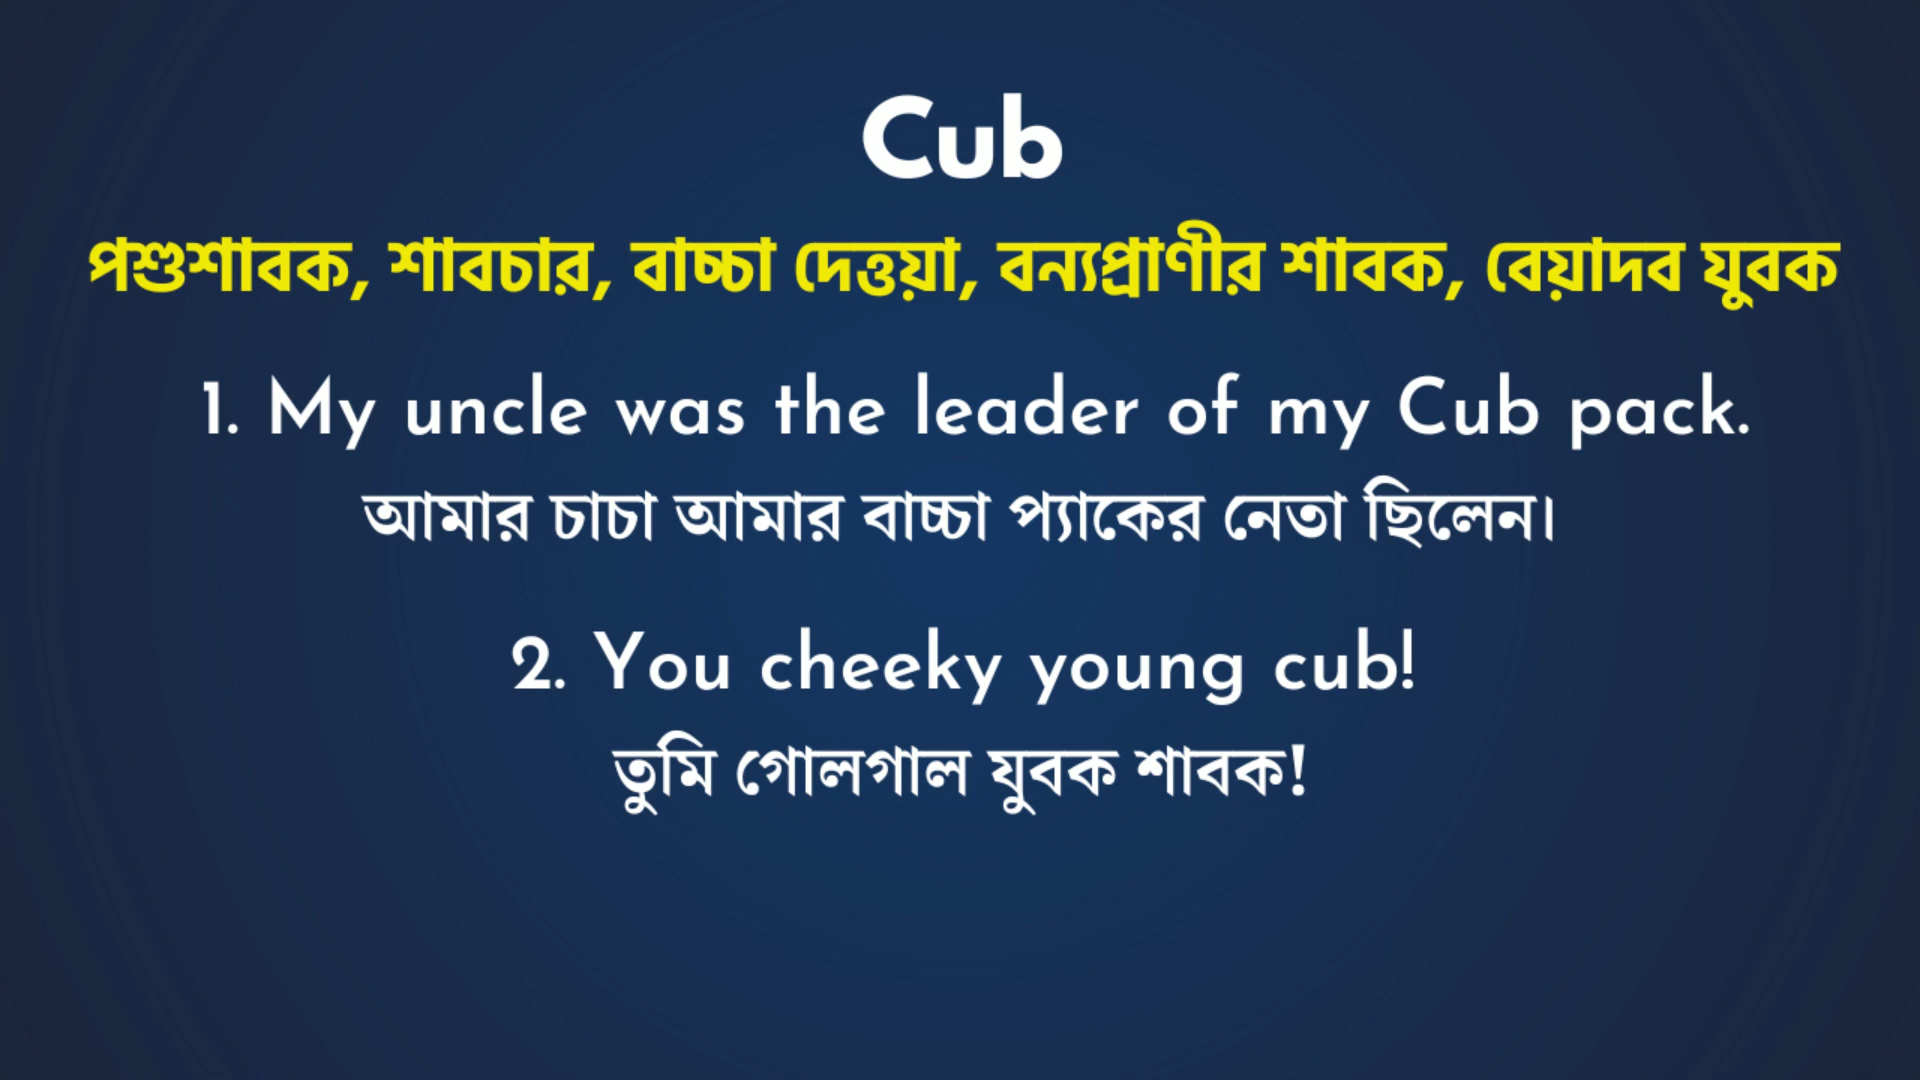 Cub
পশুশাবক, শাবচার, বাচ্চা দেত্তয়া, বন্যপ্রাণীর শাবক, বেয়াদব যুবক
1. My uncle was the leader of my Cub pack.
আমার চাচা আমার বাচ্চা প্যাকের নেতা ছিলেন।
2. You cheeky young cub!
তুমি গোলগাল যুবক শাবক!